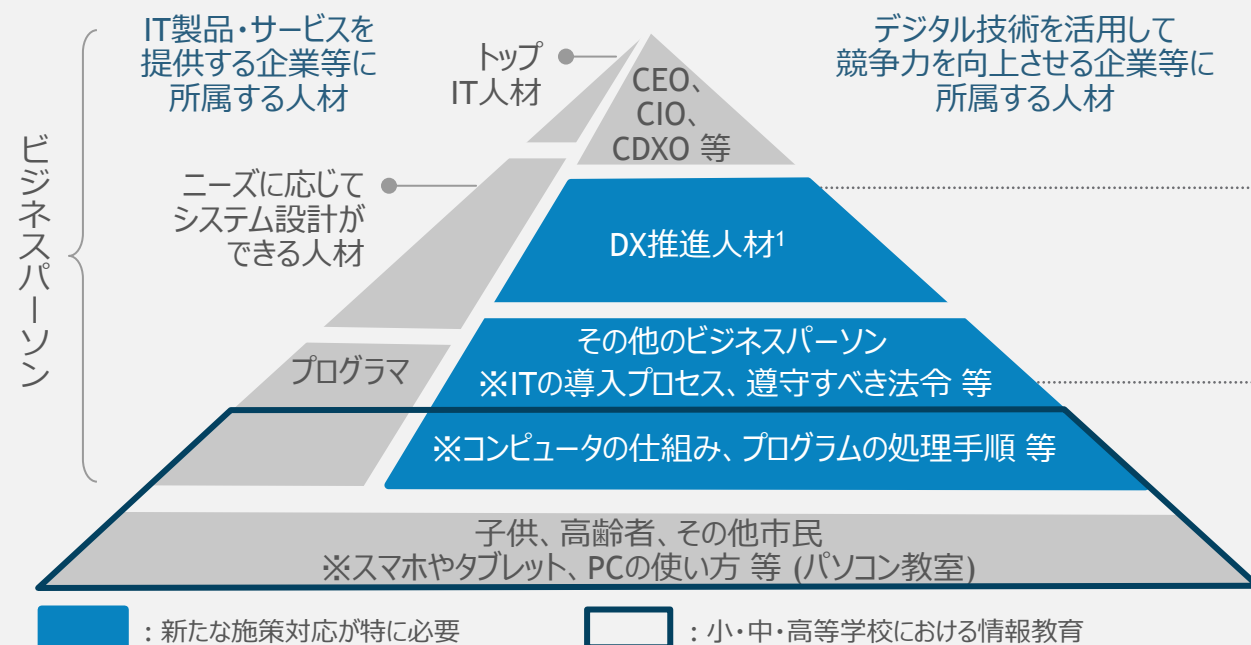 IT製品・サービスを
提供する企業等に
所属する人材
デジタル技術を活用して
競争力を向上させる企業等に
所属する人材
ビジネスパーソン
トップ
IT人材
CEO、
CIO、
CDXO 等
ニーズに応じて
システム設計が
できる人材
DX推進人材1
プログラマ
その他のビジネスパーソン
※ITの導入プロセス、遵守すべき法令 等
※コンピュータの仕組み、プログラムの処理手順 等
子供、高齢者、その他市民
※スマホやタブレット、PCの使い方 等 (パソコン教室)
：新たな施策対応が特に必要
：小・中・高等学校における情報教育